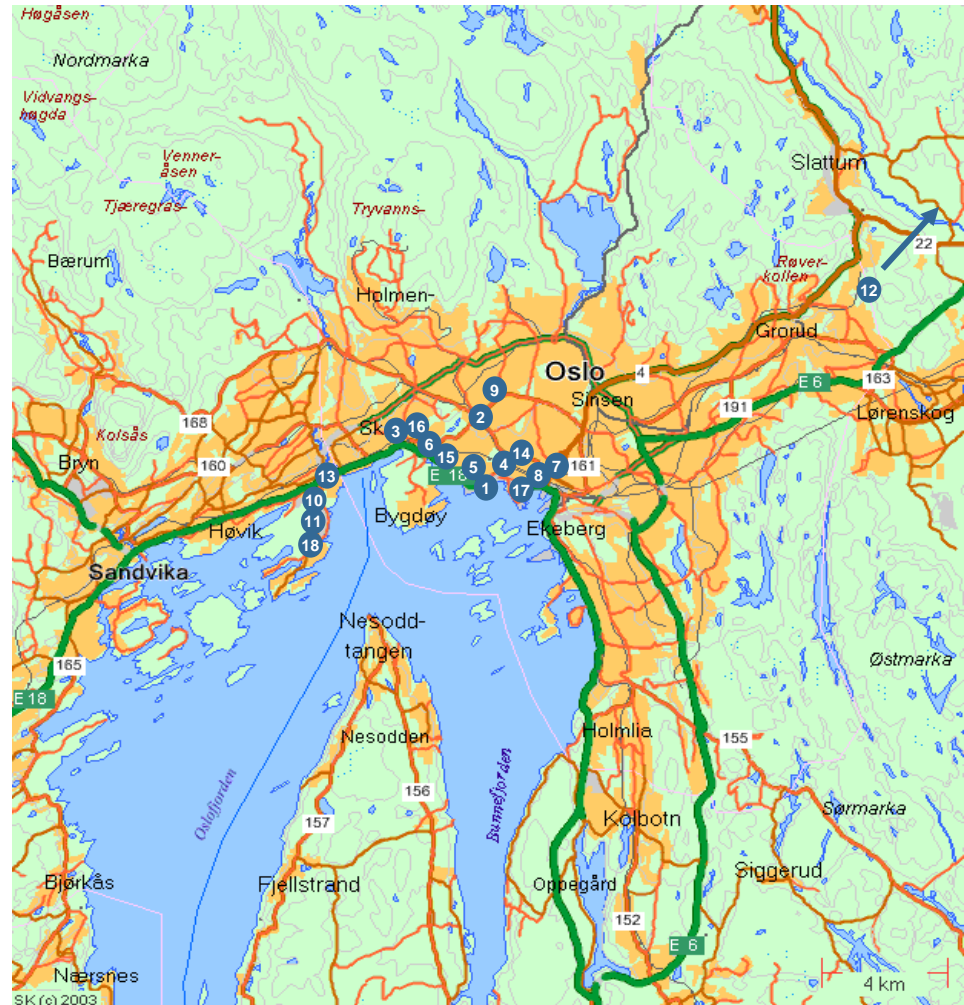 Høgåsen
Nordmarka
Vidvangs-
høgda
Venner-
åsen
Slattum
Tjæregras-
Tryvanns-
22
Bærum
Røver-
kollen
12
Holmen-
Grorud
Oslo
4
E 6
163
9
Sinsen
191
Lørenskog
168
2
Kolsås
Sk
3
16
6
14
Bryn
160
15
5
4
7
161
13
E 18
8
1
17
10
Bygdøy
11
Høvik
Ekeberg
18
Sandvika
Nesodd-
tangen
165
Østmarka
E 18
Holmlia
Nesodden
155
Oslofjorden
Bunnefjorden
156
Sørmarka
157
Kolbotn
Siggerud
Bjørkås
Fjellstrand
Oppegård
152
E 6
Nærsnes
4 km
SK (c) 2003